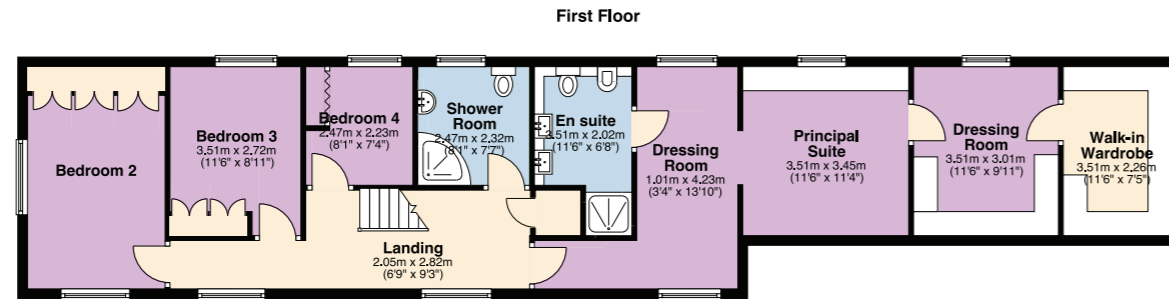 First Floor
Bedroom 2
Bedroom 3
3.51m x 2.72m
(11'6" x 8'11")
Bedroom 4
2.47m x 2.23m
(8'1" x 7'4")
Shower
Room
2.47m x 2.32m
(8'1" x 7'7")
En suite
3.51m x 2.02m
(11'6" x 6'8")
Dressing
Room
1.01m x 4.23m
(3'4" x 13'10")
Principal
Suite
3.51m x 3.45m
(11'6" x 11'4")
Dressing
Room
3.51m x 3.01m
(11'6" x 9'11")
Walk-in
Wardrobe
3.51m x 2.26m
(11'6" x 7'5")
Landing
2.05m x 2.82m
(6'9" x 9'3")